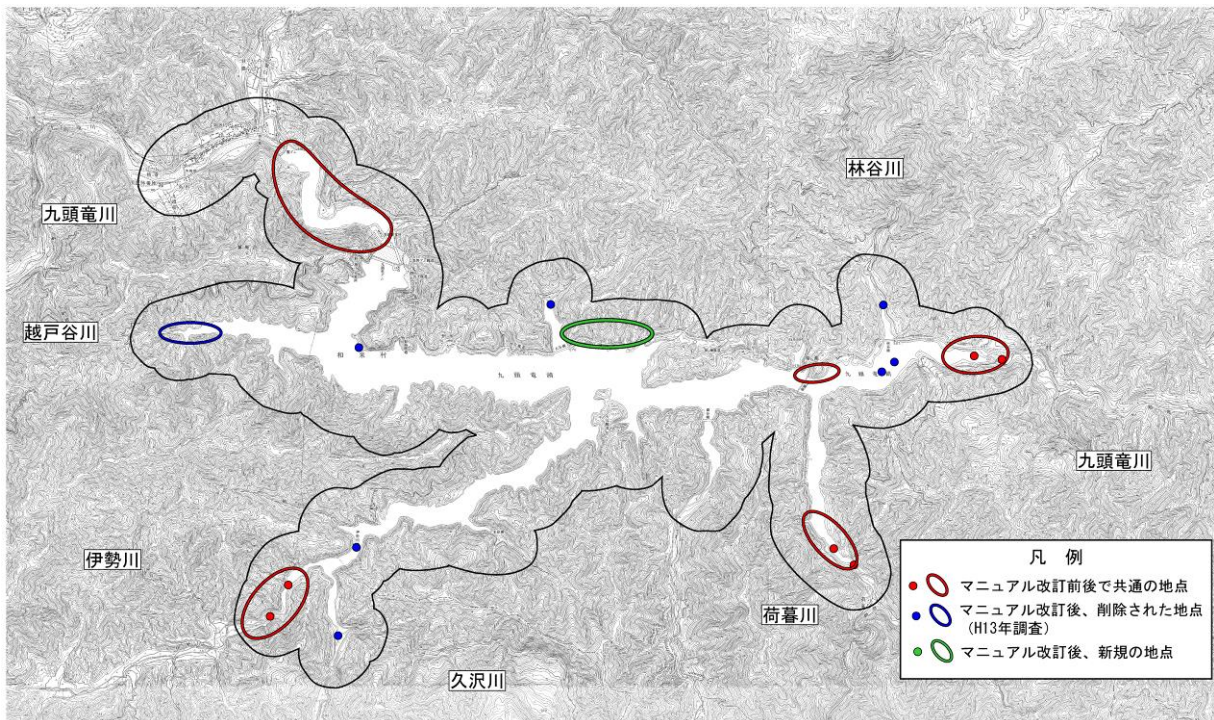 林谷川
九頭竜川
越戸谷川
九頭竜川
伊勢川
荷暮川
久沢川
凡 例
マニュアル改訂前後で共通の地点
マニュアル改訂後、削除された地点
(H13年調査)
マニュアル改訂後、新規の地点